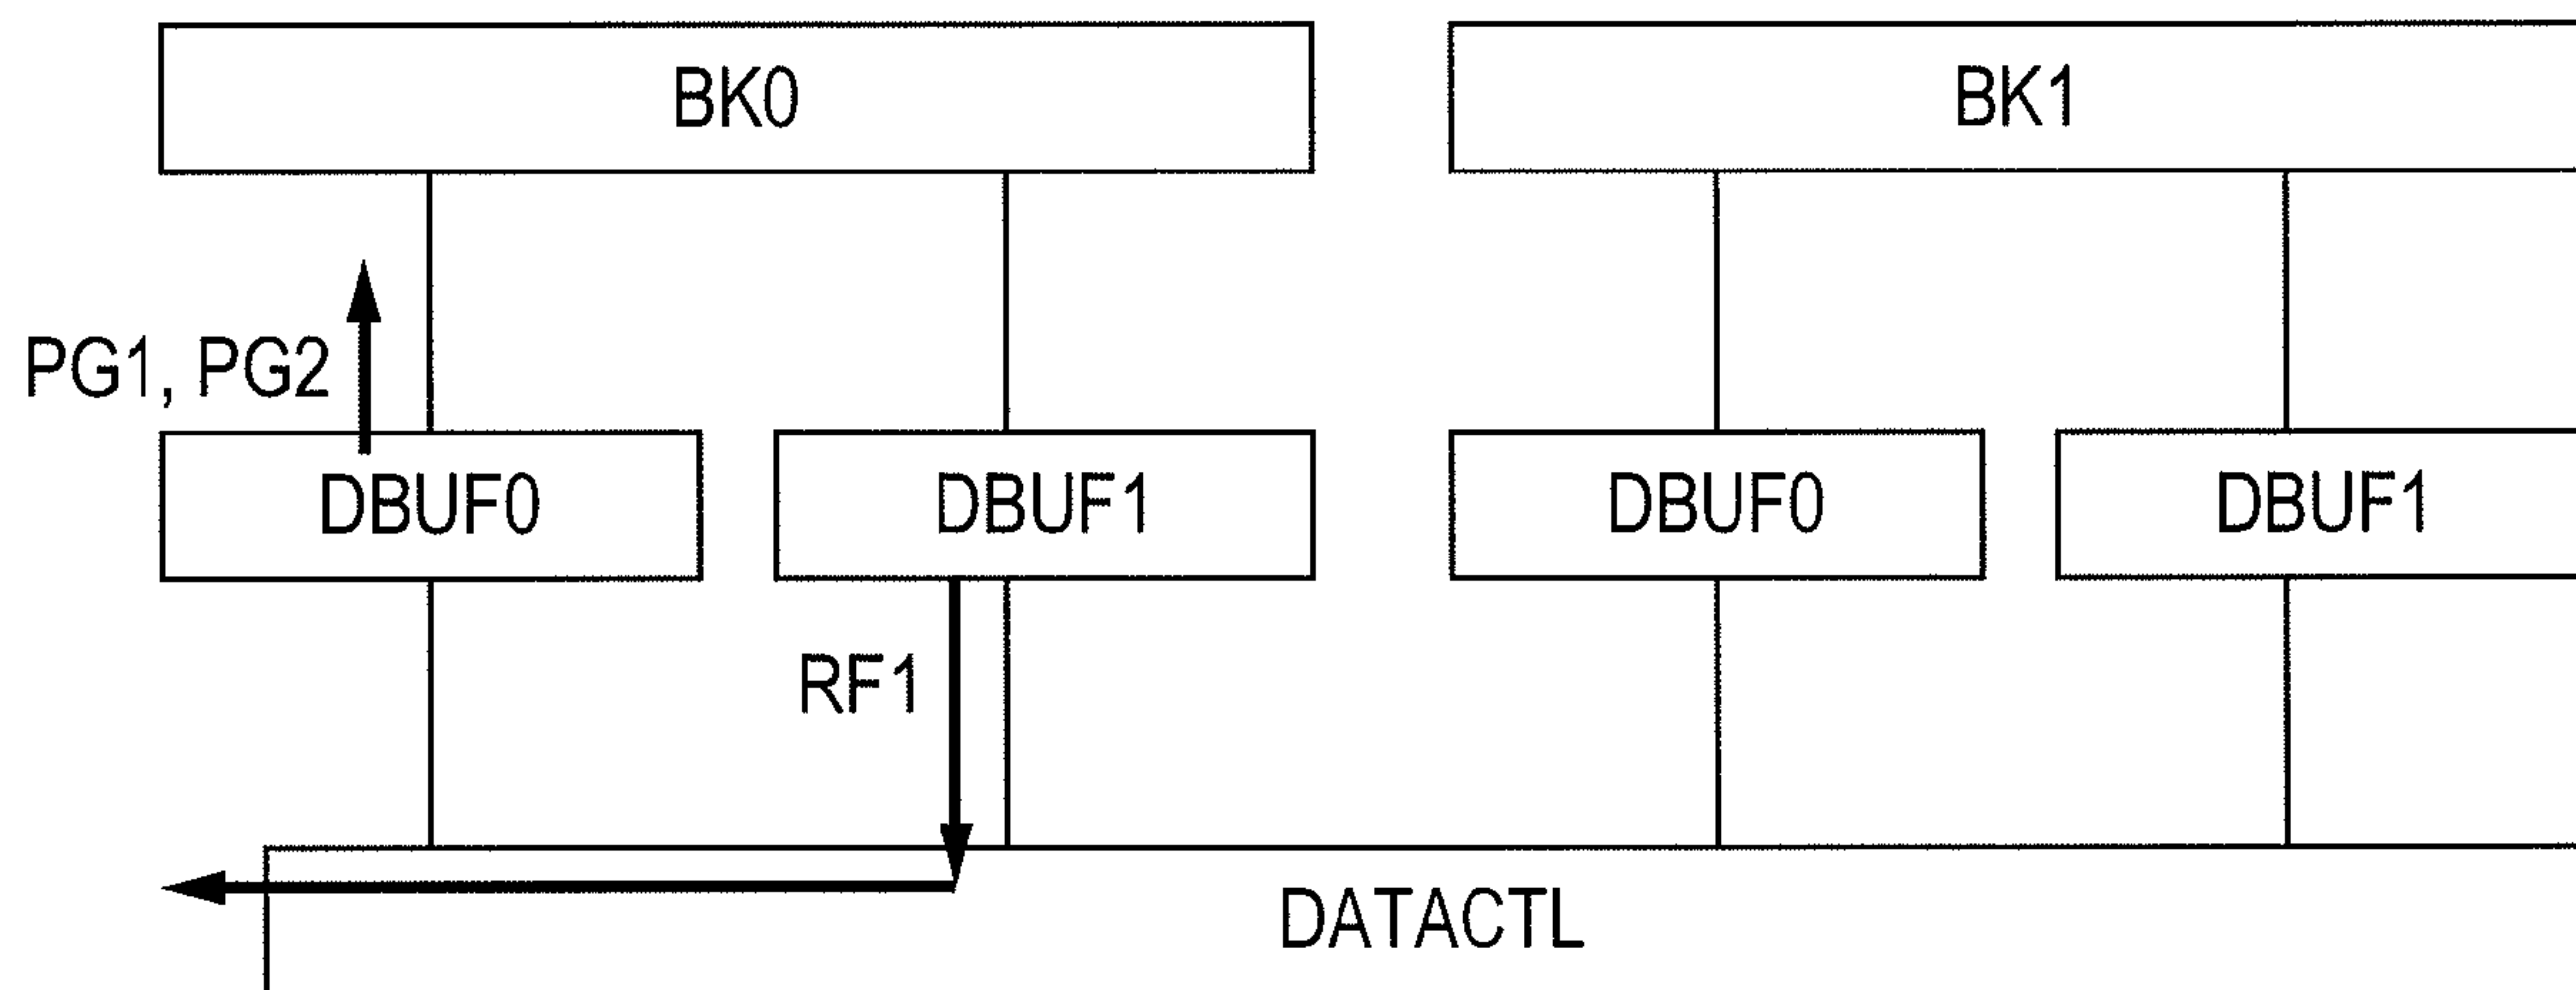 BK0 BK1
PG1, PG2
DBUF0 DBUF1 DBUF0 DBUF1
RF1
DATACTL